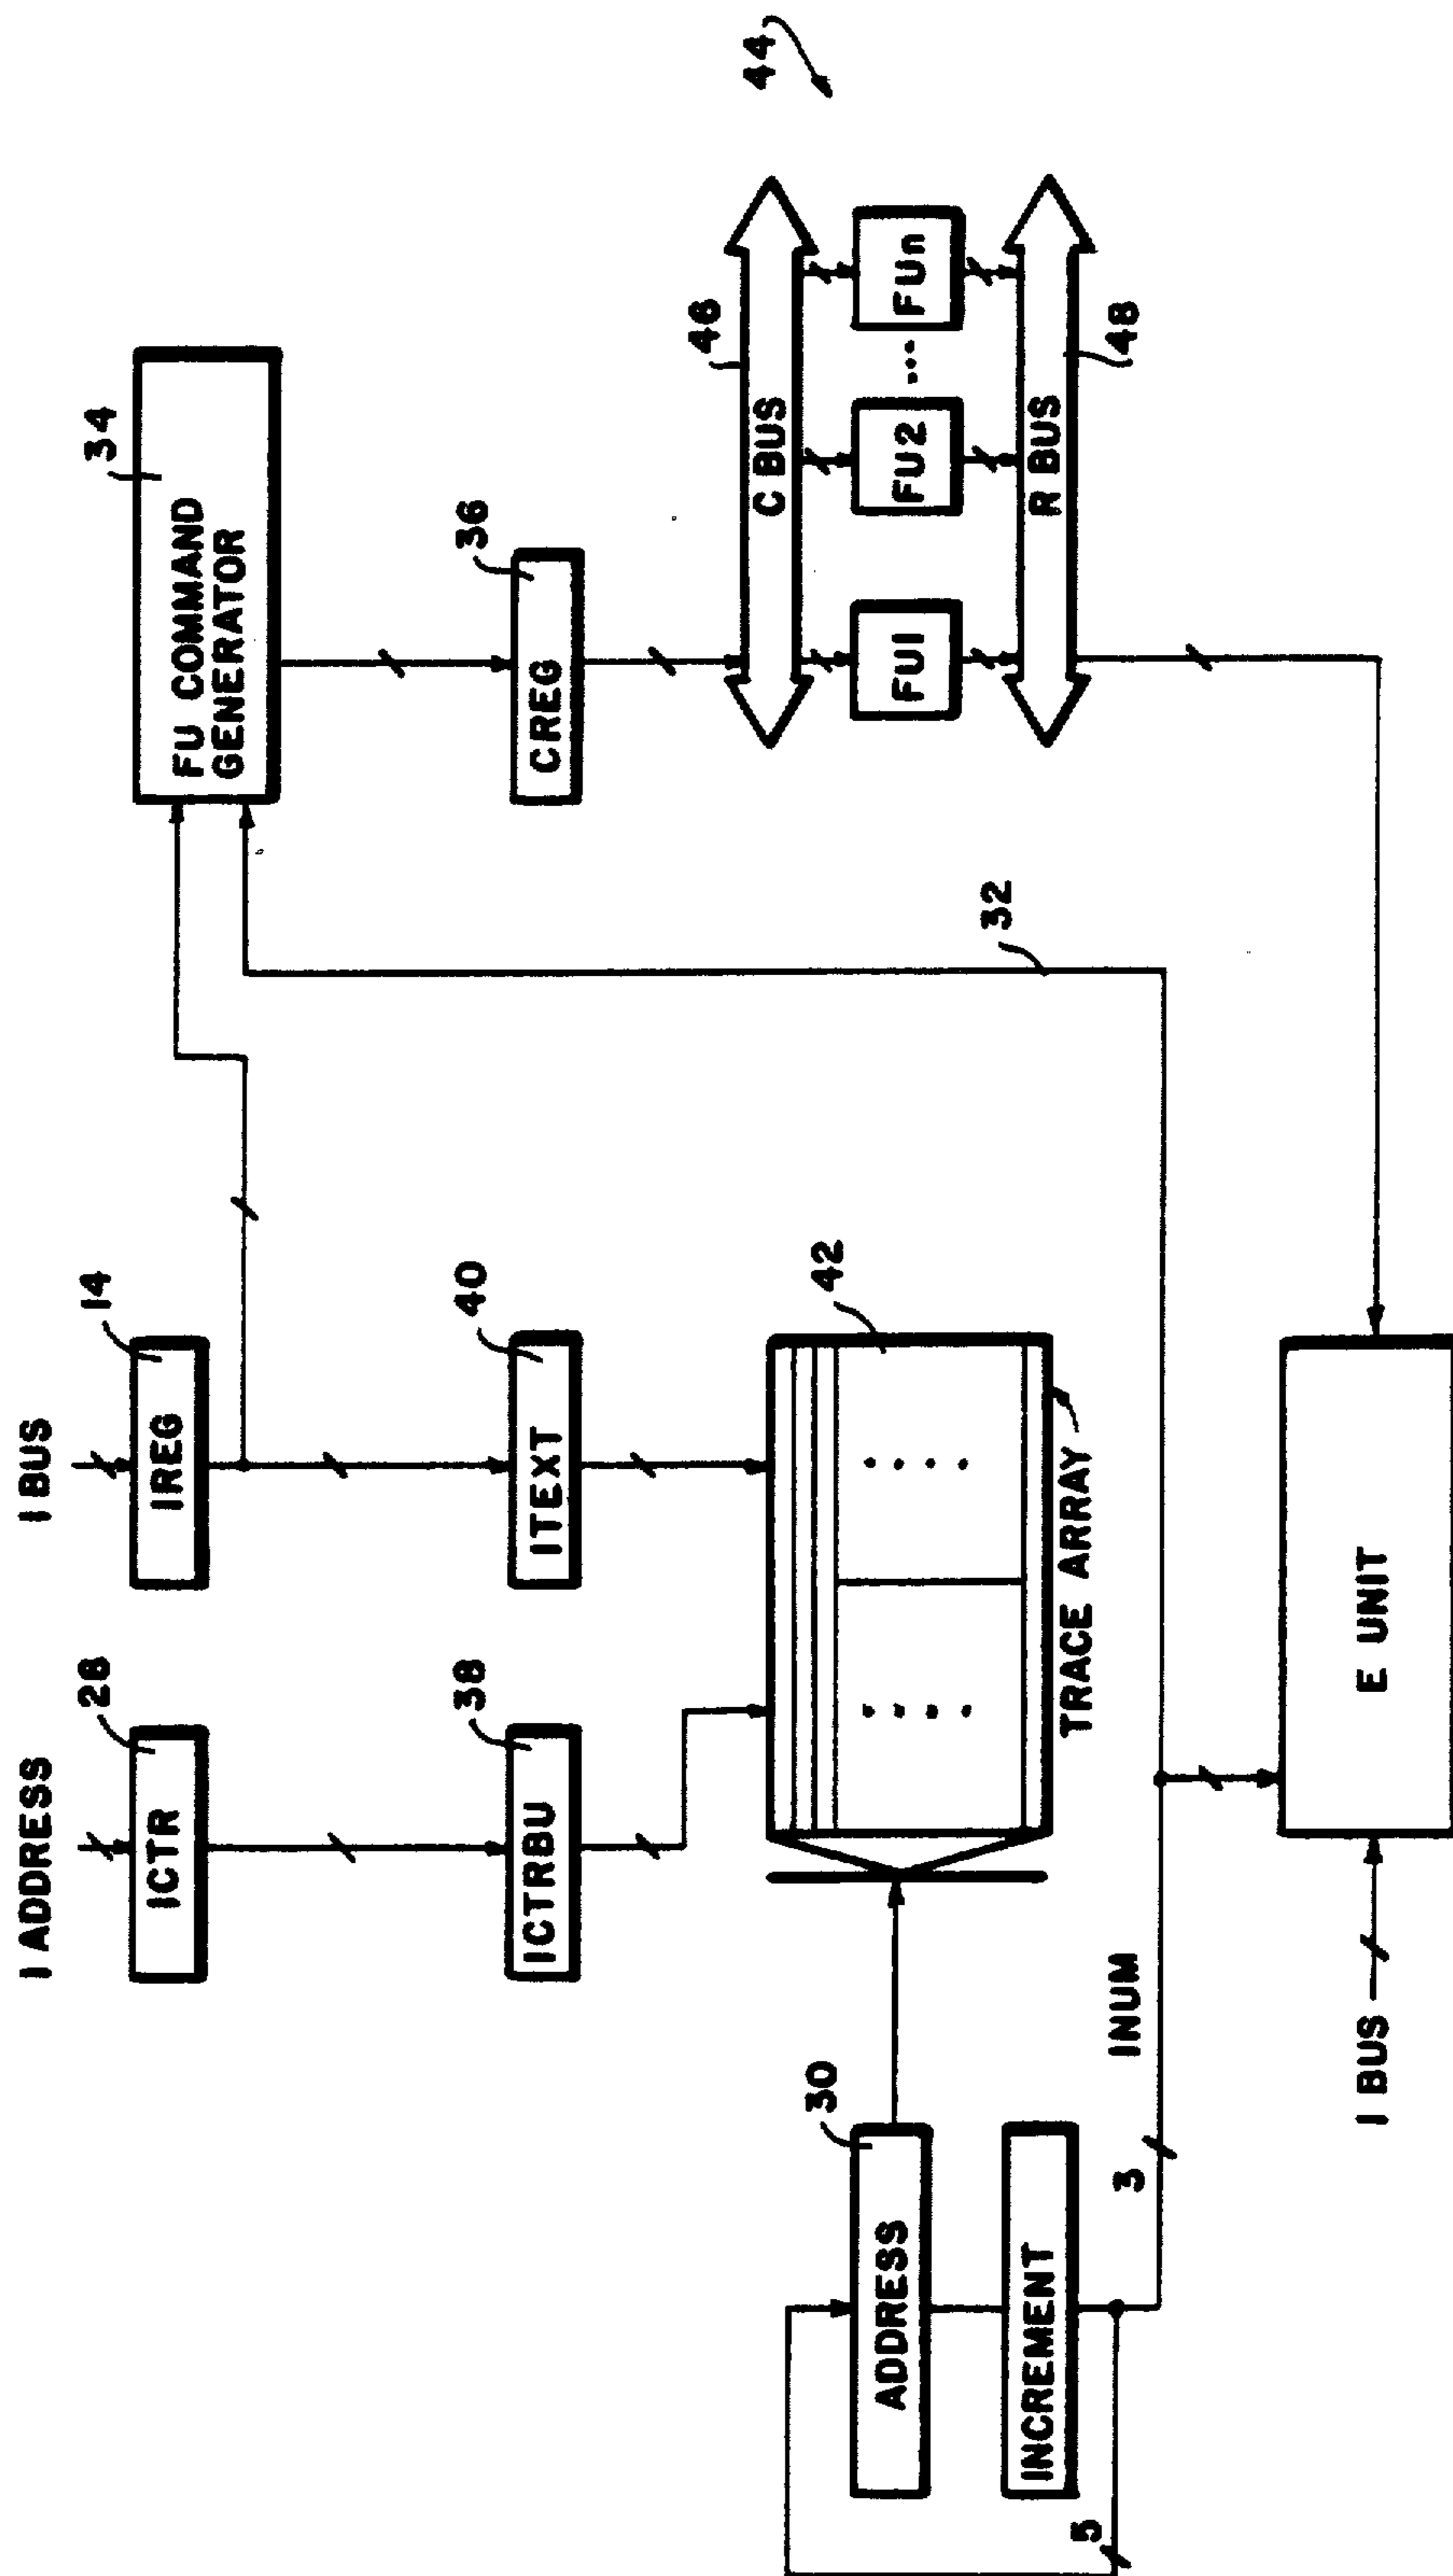 I ADDRESS
I BUS
28
14
34
ICTR
IREG
FU COMMAND
GENERATOR
38
40
36
ICTRBU
ITEXT
CREG
44
46
C BUS
30
42
ADDRESS
FU1
FU2
...
FUn
INCREMENT
TRACE ARRAY
R BUS
48
5
3
INUM
32
I BUS
E UNIT